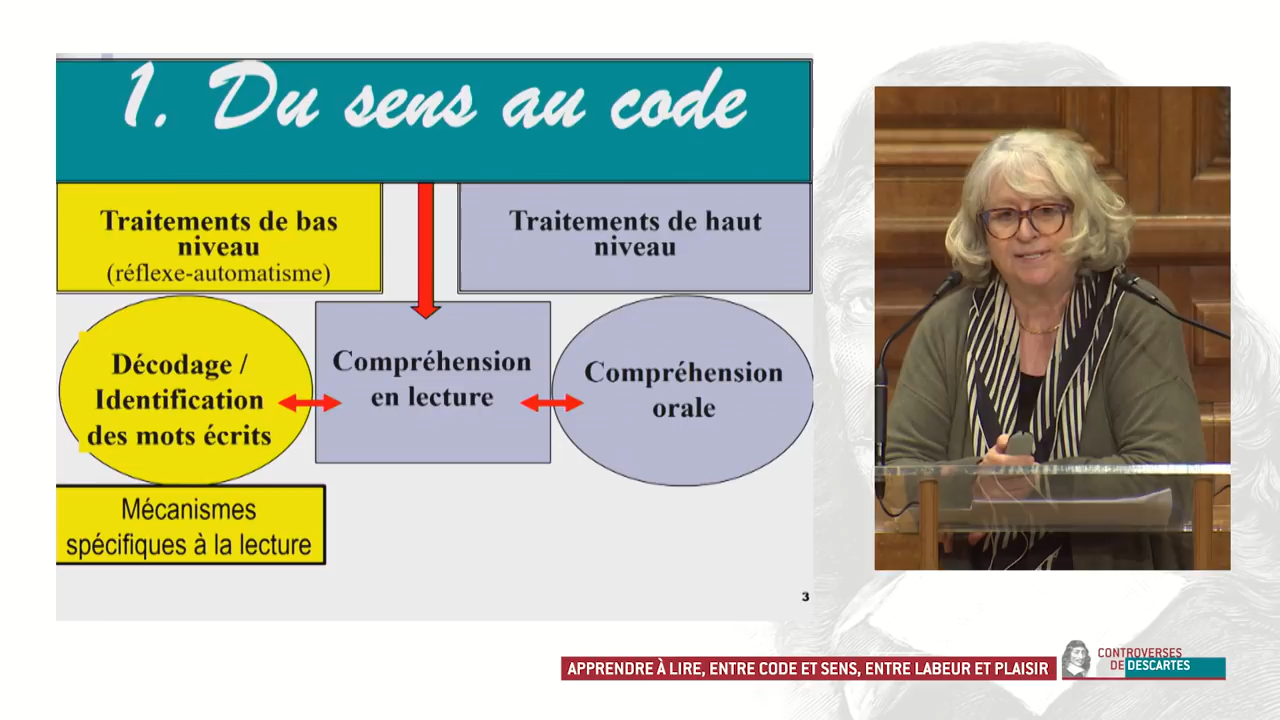 1. Du sens au code
Traitements de bas
niveau
(réflexe-automatisme)
Traitements de haut
niveau
Décodage /
Identification
des mots écrits
Compréhension
en lecture
Compréhension
orale
Mécanismes
spécifiques à la lecture
3
APPRENDRE À LIRE, ENTRE CODE ET SENS, ENTRE LABEUR ET PLAISIR
CONTROVERSES
DE DESCARTES